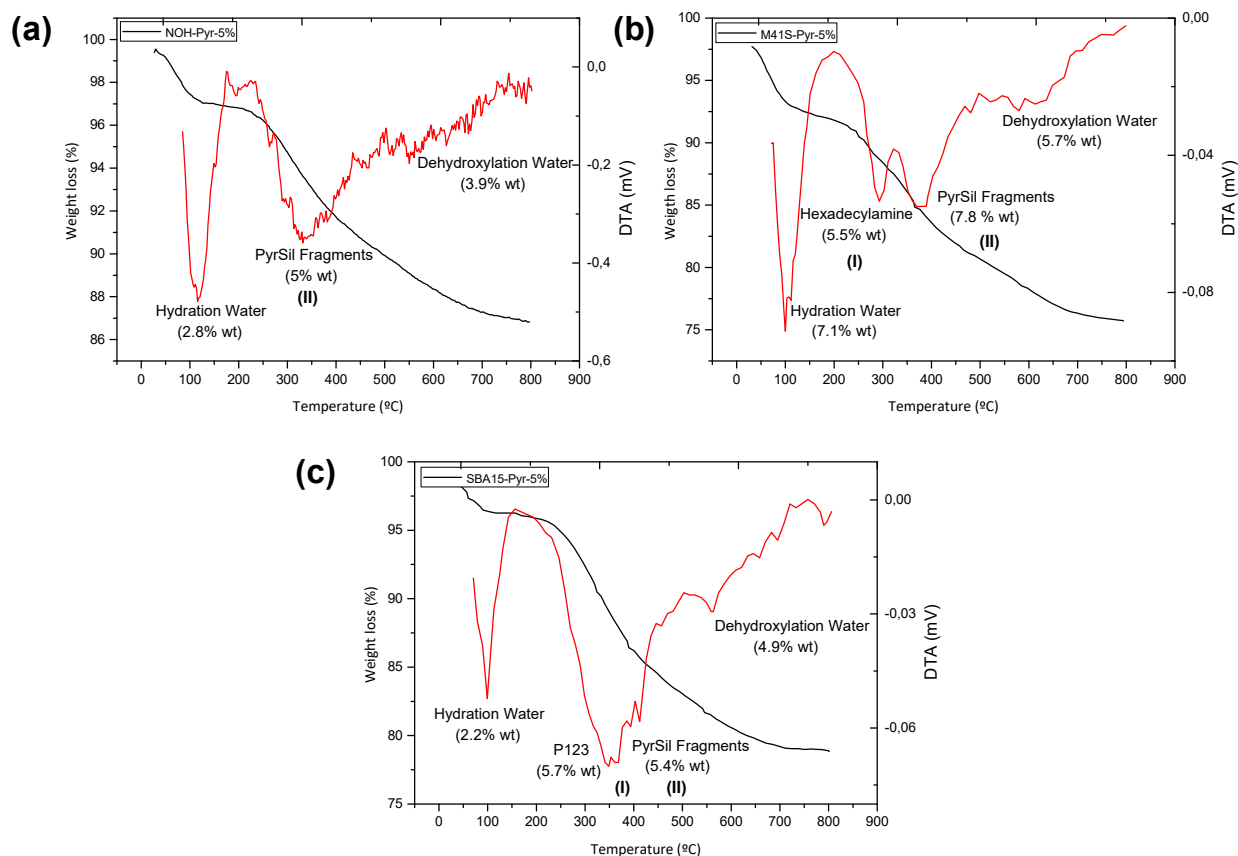 (a)
NOH-Pyr-5%
100
98
96
94
92
90
88
86
Weight loss (%)
0,0
-0,2
-0,4
-0,6
DTA (mV)
Dehydroxylation Water
(3.9% wt)
PyrSil Fragments
(5% wt)
(II)
Hydration Water
(2.8% wt)
0 100 200 300 400 500 600 700 800 900
Temperature (ºC)
(b)
M41S-Pyr-5%
100
95
90
85
80
75
Weigth loss (%)
0,00
-0,04
-0,08
DTA (mV)
Dehydroxylation Water
(5.7% wt)
Hexadecylamine
(5.5% wt)
(I)
PyrSil Fragments
(7.8 % wt)
(II)
Hydration Water
(7.1% wt)
0 100 200 300 400 500 600 700 800 900
Temperature (ºC)
(c)
SBA15-Pyr-5%
100
95
90
85
80
75
Weight loss (%)
0,00
-0,03
-0,06
DTA (mV)
Dehydroxylation Water
(4.9% wt)
Hydration Water
(2.2% wt)
P123
(5.7% wt)
(I)
PyrSil Fragments
(5.4% wt)
(II)
0 100 200 300 400 500 600 700 800 900
Temperature (ºC)